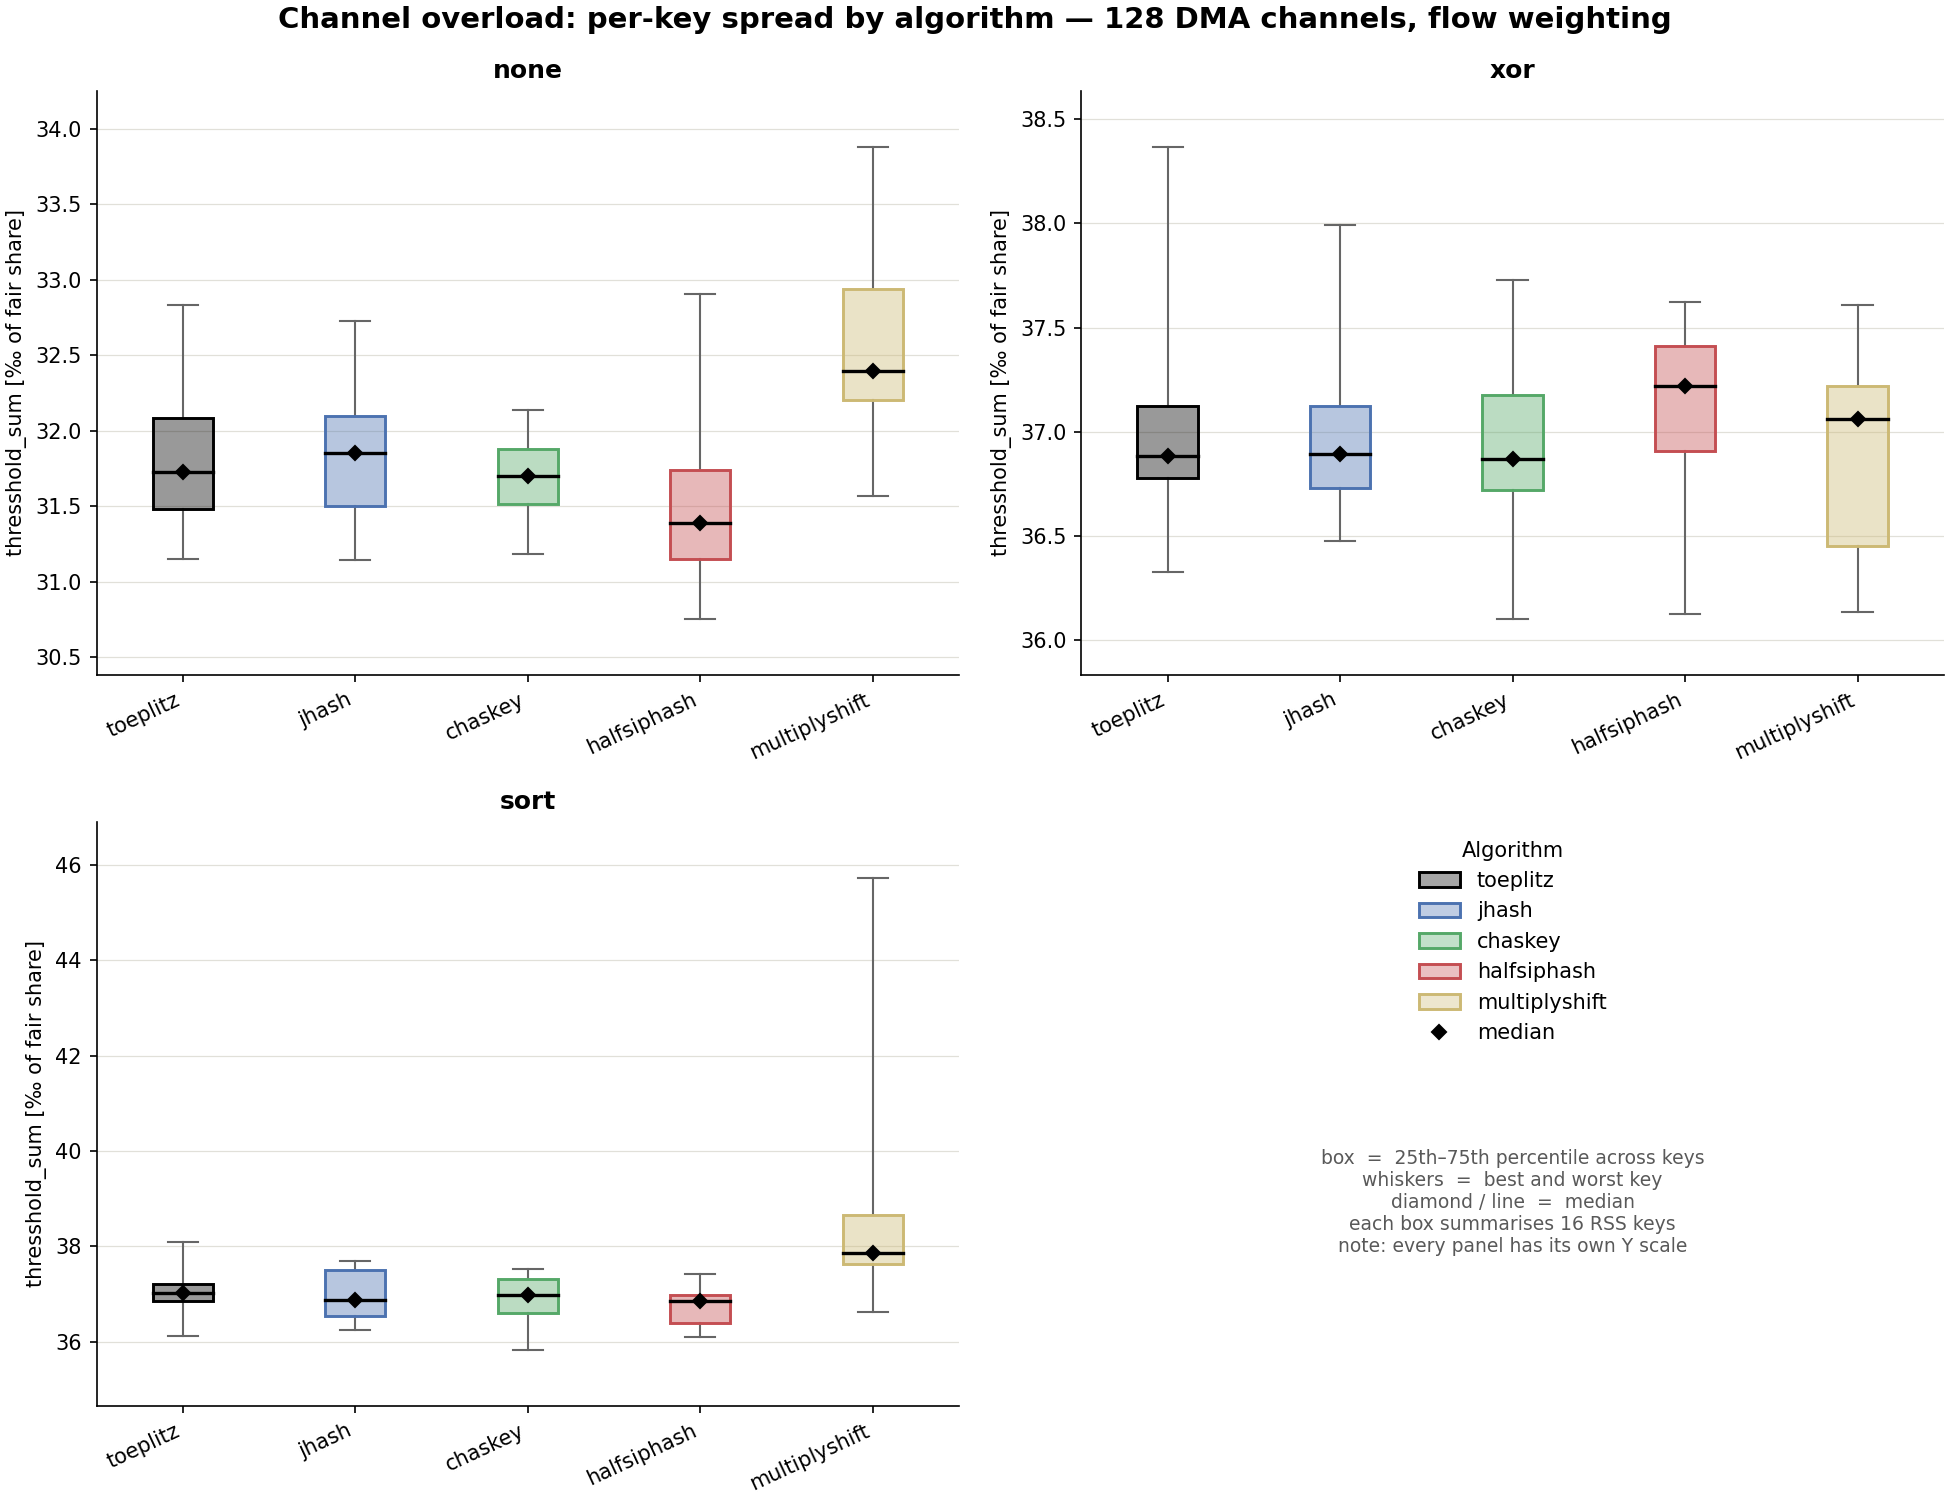 Channel overload: per-key spread by algorithm — 128 DMA channels, flow weighting
none
thresshold_sum [‰ of fair share]
34.0
33.5
33.0
32.5
32.0
31.5
31.0
30.5
toeplitz
jhash
chaskey
halfsiphash
multiplyshift
xor
thresshold_sum [‰ of fair share]
38.5
38.0
37.5
37.0
36.5
36.0
toeplitz
jhash
chaskey
halfsiphash
multiplyshift
sort
thresshold_sum [‰ of fair share]
46
44
42
40
38
36
toeplitz
jhash
chaskey
halfsiphash
multiplyshift
Algorithm
toeplitz
jhash
chaskey
halfsiphash
multiplyshift
median
box = 25th–75th percentile across keys
whiskers = best and worst key
diamond / line = median
each box summarises 16 RSS keys
note: every panel has its own Y scale